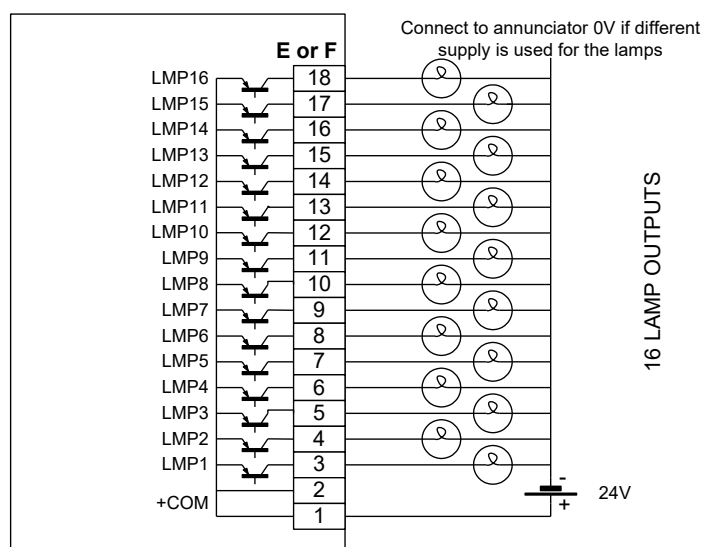 Connect to annunciator 0V if different
supply is used for the lamps
E or F
LMP16 18
LMP15 17
LMP14 16
LMP13 15
LMP12 14
LMP11 13
LMP10 12
LMP9 11
LMP8 10
LMP7 9
LMP6 8
LMP5 7
LMP4 6
LMP3 5
LMP2 4
LMP1 3
2
+COM
1
-
+
24V
16 LAMP OUTPUTS